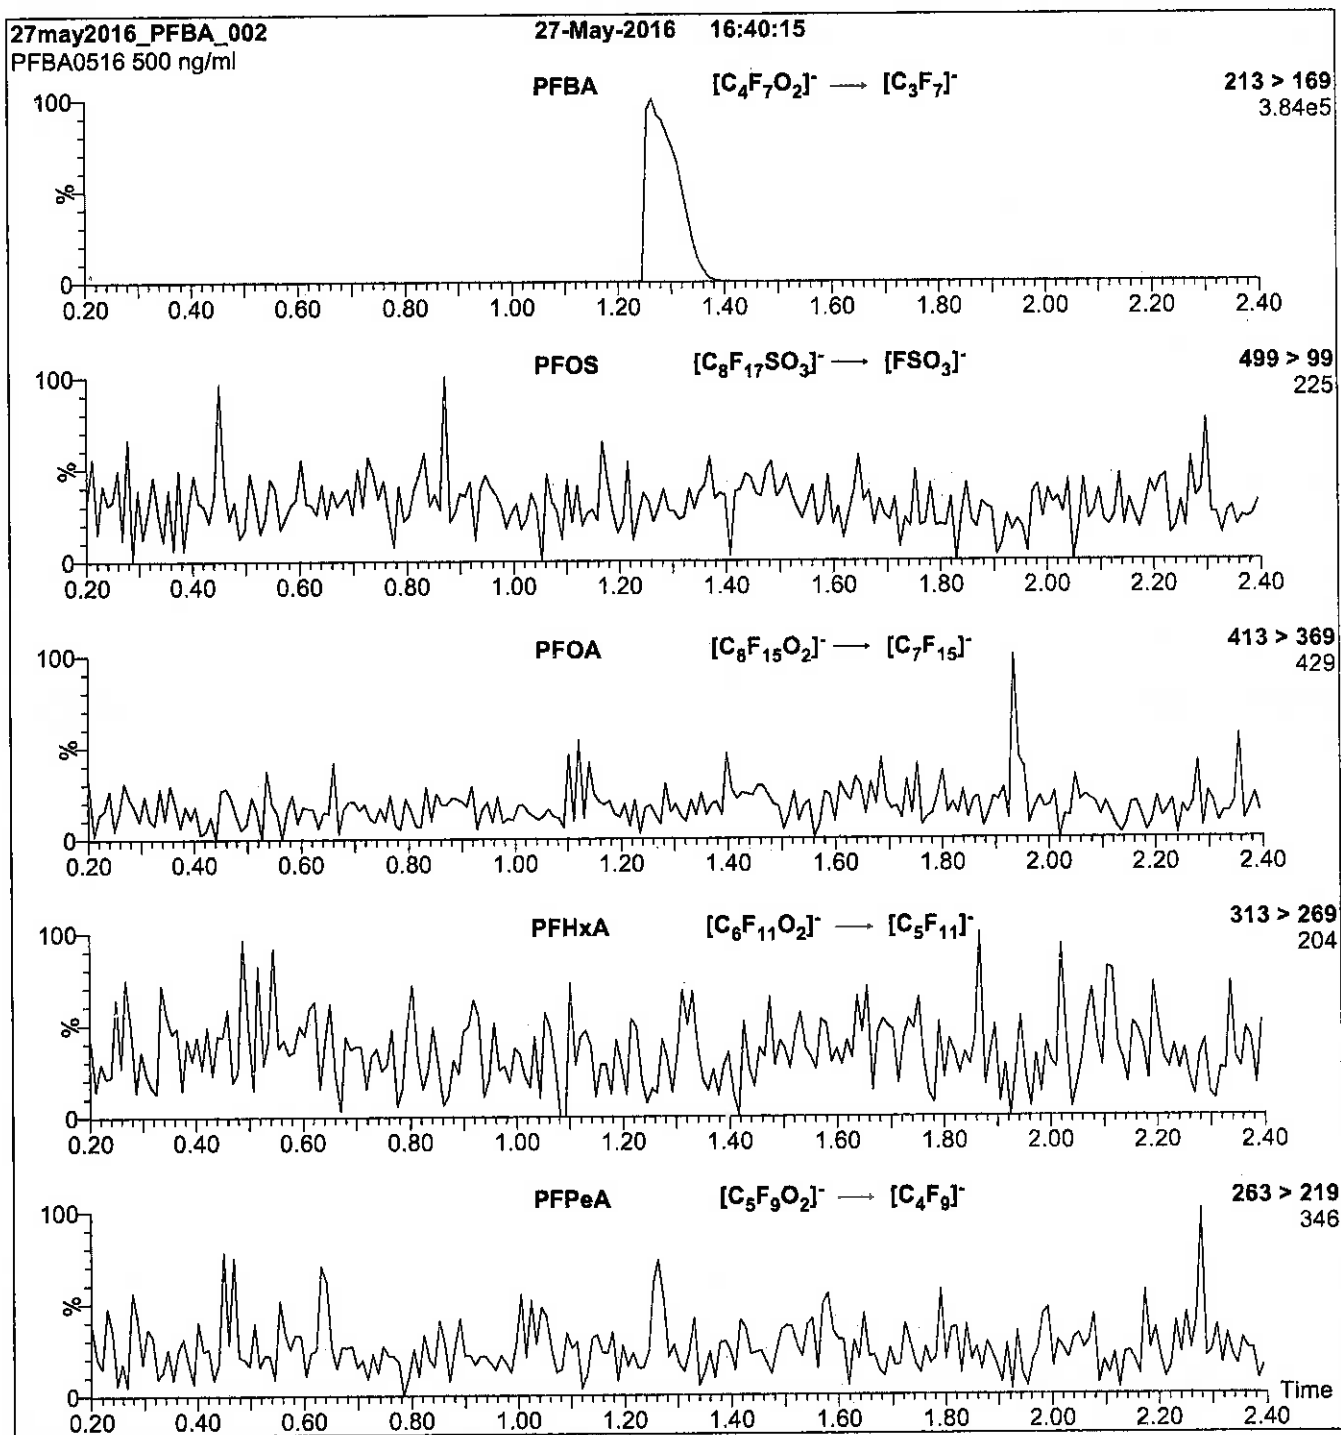 27may2016_PFBA_002 27-May-2016 16:40:15
PFBA0516 500 ng/ml
PFBA [C₄F₇O₂]⁻ → [C₃F₇]⁻ 213 > 169
3.84e5
100
%
0
0.20 0.40 0.60 0.80 1.00 1.20 1.40 1.60 1.80 2.00 2.20 2.40
PFOS [C₈F₁₇SO₃]⁻ → [FSO₃]⁻ 499 > 99
225
100
%
0
0.20 0.40 0.60 0.80 1.00 1.20 1.40 1.60 1.80 2.00 2.20 2.40
PFOA [C₈F₁₅O₂]⁻ → [C₇F₁₅]⁻ 413 > 369
429
100
%
0
0.20 0.40 0.60 0.80 1.00 1.20 1.40 1.60 1.80 2.00 2.20 2.40
PFHxA [C₆F₁₁O₂]⁻ → [C₅F₁₁]⁻ 313 > 269
204
100
%
0
0.20 0.40 0.60 0.80 1.00 1.20 1.40 1.60 1.80 2.00 2.20 2.40
PFPeA [C₅F₉O₂]⁻ → [C₄F₉]⁻ 263 > 219
346
100
%
0
Time
0.20 0.40 0.60 0.80 1.00 1.20 1.40 1.60 1.80 2.00 2.20 2.40